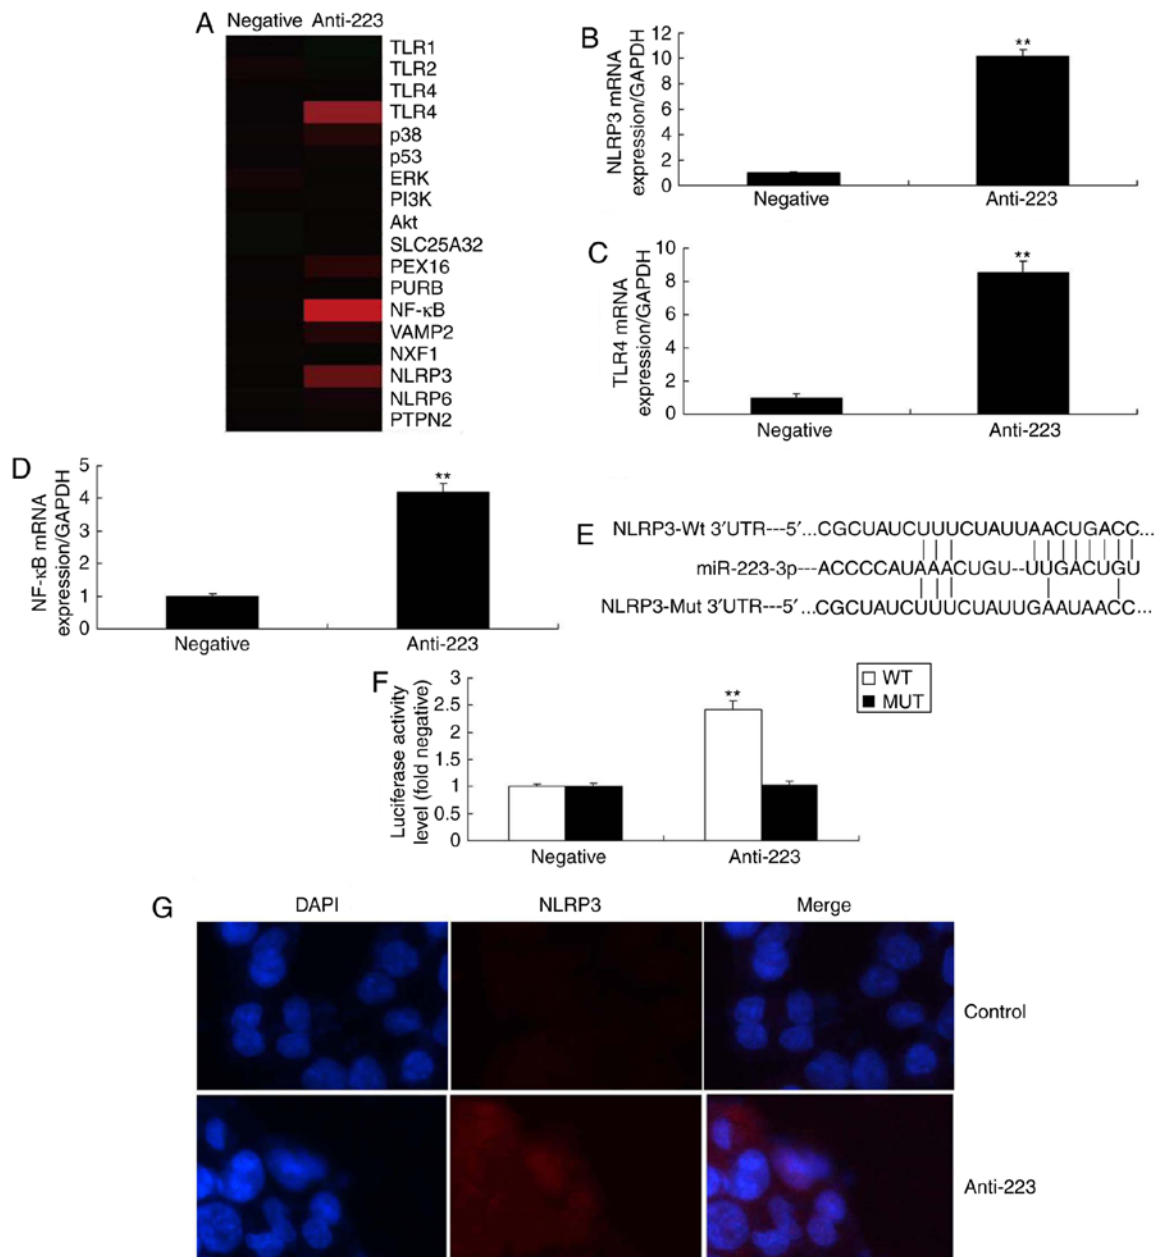 A
Negative Anti-223
TLR1
TLR2
TLR4
TLR4
p38
p53
ERK
PI3K
Akt
SLC25A32
PEX16
PURB
NF-κB
VAMP2
NXF1
NLRP3
NLRP6
PTPN2
B
NLRP3 mRNA
expression/GAPDH
12
10
8
6
4
2
0
**
Negative Anti-223
C
TLR4 mRNA
expression/GAPDH
10
8
6
4
2
0
**
Negative Anti-223
D
NF-κB mRNA
expression/GAPDH
5
4
3
2
1
0
**
Negative Anti-223
E
NLRP3-Wt 3′UTR---5′...CGCUAUCUUUCUAUUAACUGACC...
miR-223-3p---ACCCCAUAAACUGU--UUGACUGU
NLRP3-Mut 3′UTR---5′...CGCUAUCUUUCUAUUGAAUAACC...
F
Luciferase activity
level (fold negative)
3
2.5
2
1.5
1
0.5
0
**
Negative Anti-223
WT
MUT
G
DAPI NLRP3 Merge
Control
Anti-223